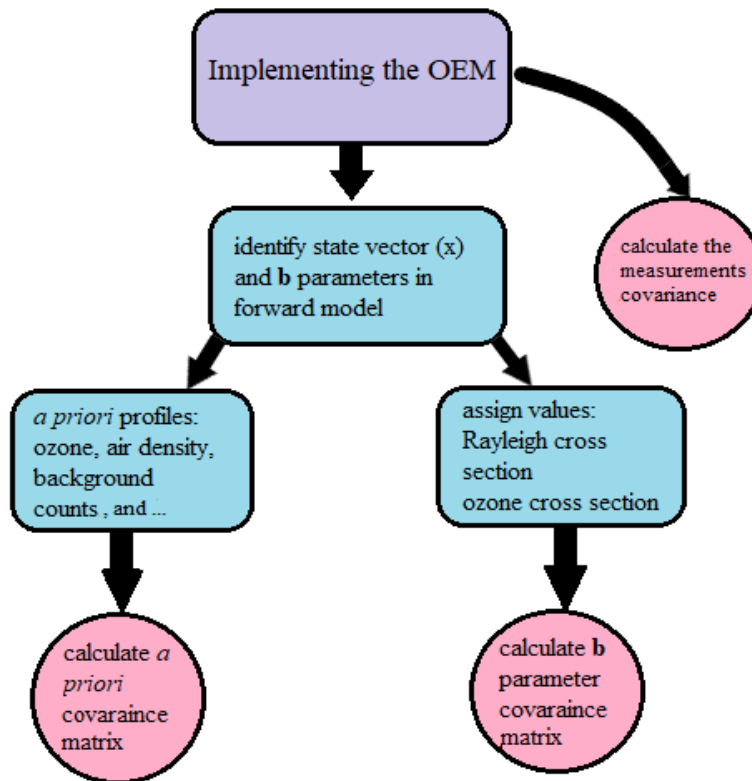 Implementing the OEM
identify state vector (x)
and b parameters in
forward model
calculate the
measurements
covariance
a priori profiles:
ozone, air density,
background
counts , and ...
assign values:
Rayleigh cross
section
ozone cross section
calculate a
priori
covaraince
matrix
calculate b
parameter
covaraince
matrix